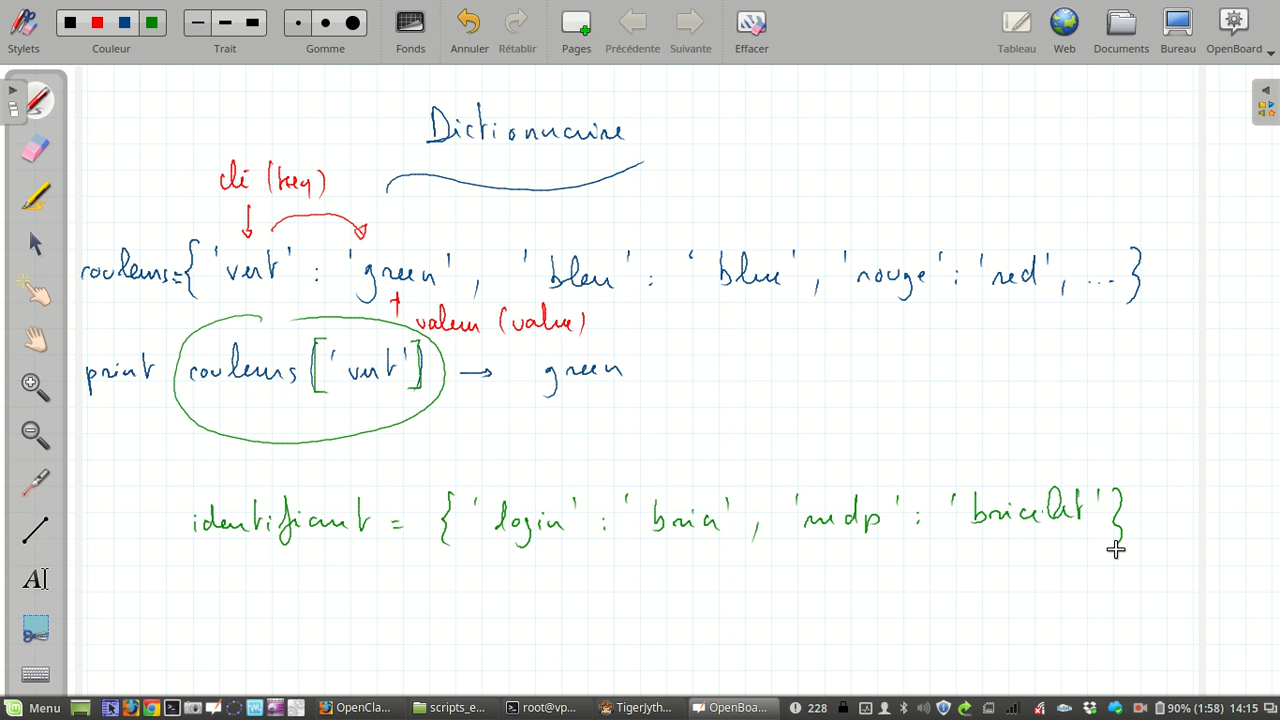 Stylets Couleur Trait Gomme Fonds Annuler Rétablir Pages Précédente Suivante Effacer Tableau Web Documents Bureau OpenBoard
Dictionnaire
clé (key)
couleurs={'vert' : 'green', 'bleu' : 'blue', 'rouge' : 'red', ...}
valeur (value)
print couleurs['vert'] → green
identifiant = { 'login' : 'bria', 'mdp' : 'bricelat' }
Menu OpenCla... scripts_e... root@vp... TigerJyth... OpenBoa... 228 90% (1:58) 14:15